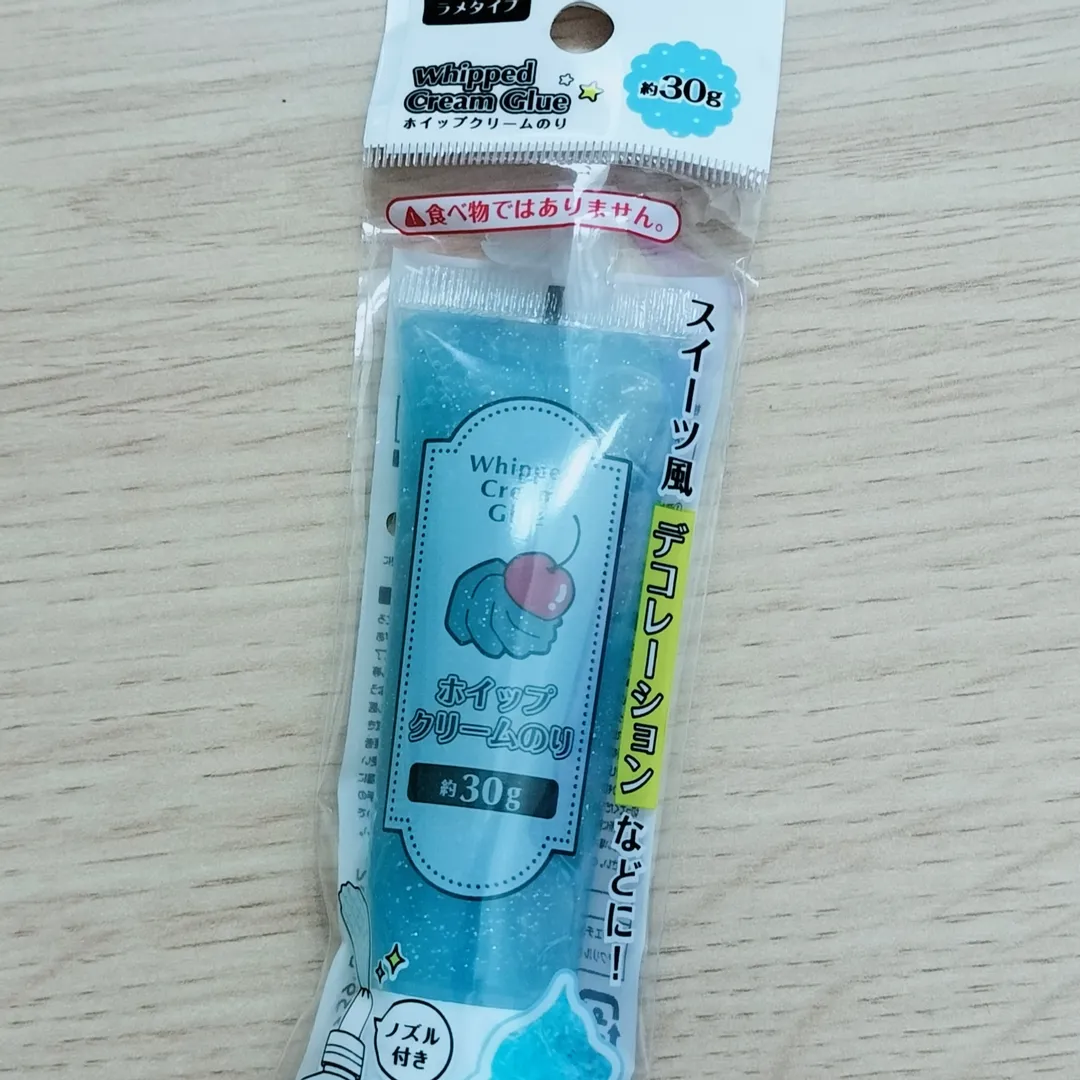 ラメタイプ
Whipped
Cream Glue
ホイップクリームのり
約30g
食べ物ではありません。
スイーツ風
デコレーション
などに!
Whippe
Cream
Glue
ホイップ
クリームのり
約30g
ノズル
付き